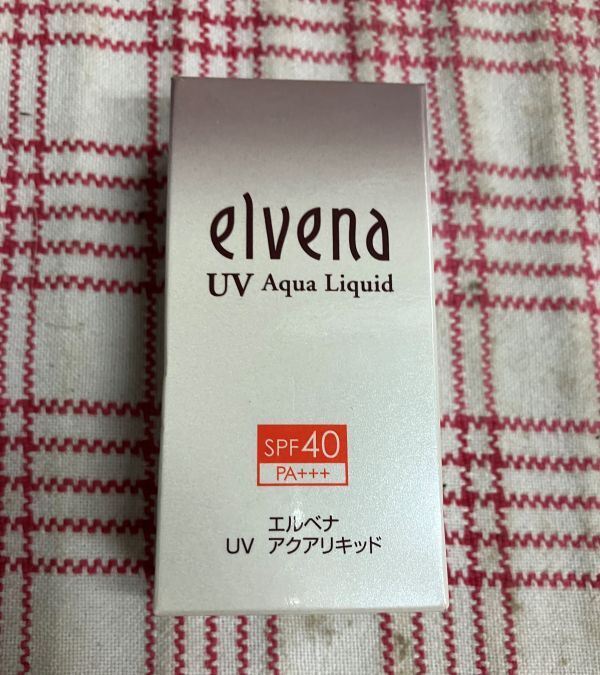 elvena
UV Aqua Liquid
SPF40
PA+++
エルベナ
UV アクアリキッド